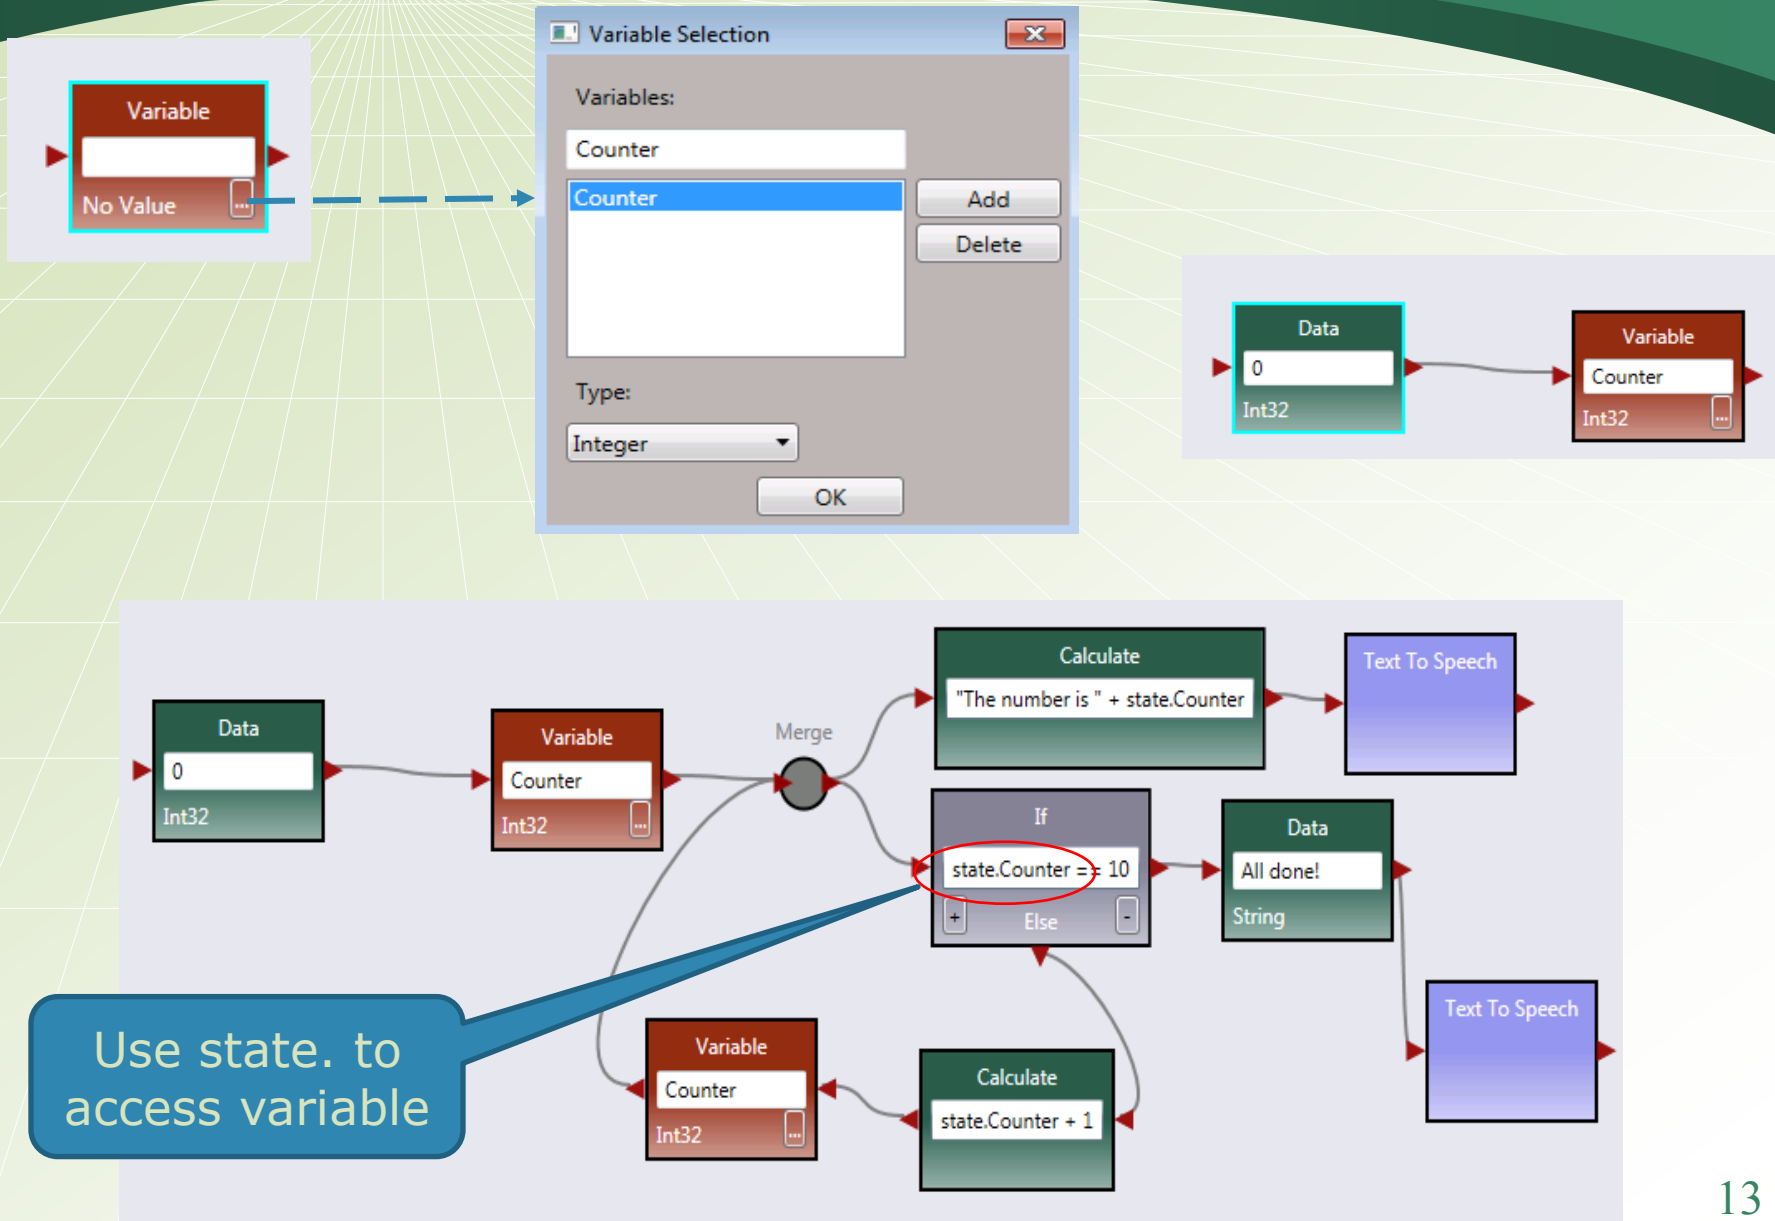 Variable
No Value
...
Variable Selection
Variables:
Counter
Counter
Add
Delete
Type:
Integer
OK
Data
0
Int32
Variable
Counter
Int32
...
Data
0
Int32
Variable
Counter
Int32
...
Merge
Calculate
"The number is " + state.Counter
Text To Speech
If
state.Counter == 10
+
Else
-
Data
All done!
String
Text To Speech
Calculate
state.Counter + 1
Variable
Counter
Int32
...
Use state. to
access variable
13